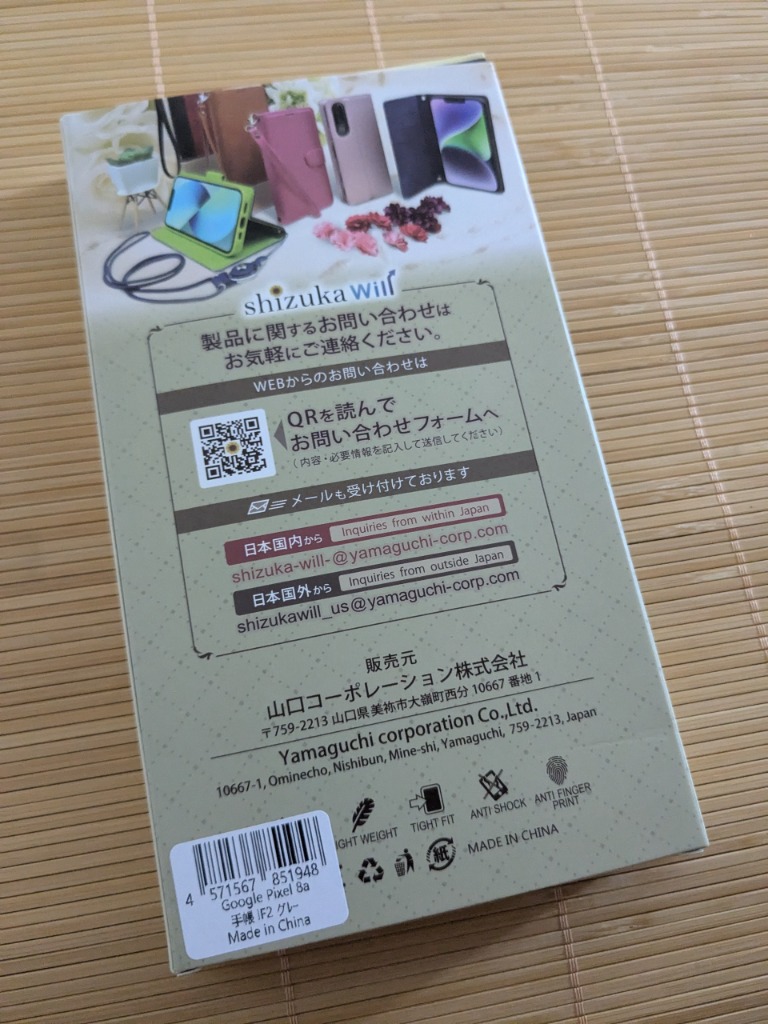 shizuka Will
製品に関するお問い合わせは
お気軽にご連絡ください。
WEBからのお問い合わせは
QRを読んで
お問い合わせフォームへ
(内容・必要情報を記入して送信してください)
メールも受け付けております
日本国内から Inquiries from within Japan
shizuka-will-@yamaguchi-corp.com
日本国外から Inquiries from outside Japan
shizukawill_us@yamaguchi-corp.com
販売元
山口コーポレーション株式会社
〒759-2213 山口県美祢市大嶺町西分 10667 番地 1
Yamaguchi corporation Co.,Ltd.
10667-1, Ominecho, Nishibun, Mine-shi, Yamaguchi, 759-2213, Japan
WEIGHT TIGHT FIT ANTI SHOCK ANTI FINGER PRINT
紙 MADE IN CHINA
4 571567 851948
Google Pixel 8a
手帳 iF2 グレー
Made in China